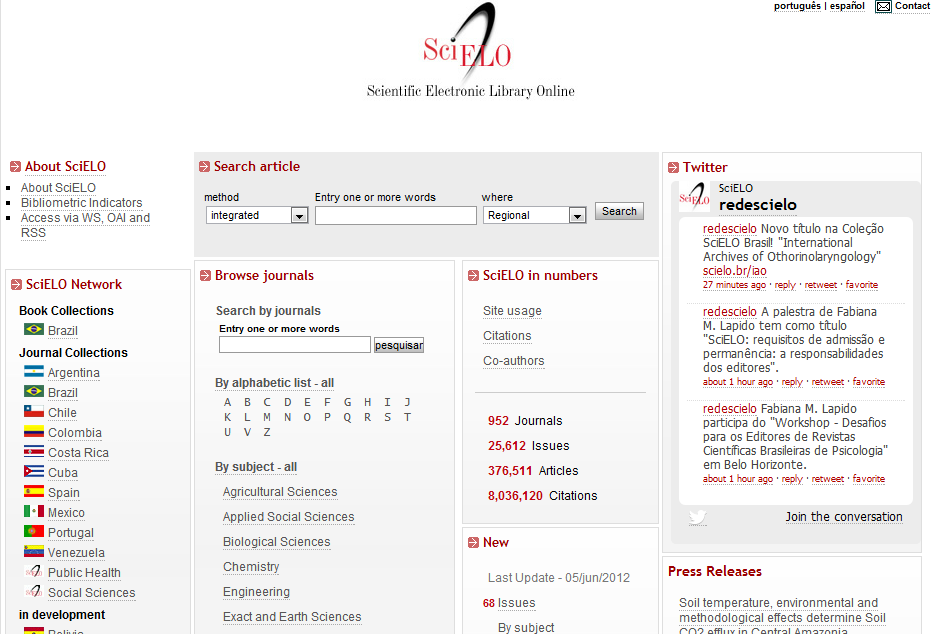 português | español Contact
SciELO
Scientific Electronic Library Online
About SciELO
About SciELO
Bibliometric Indicators
Access via WS, OAI and
RSS
SciELO Network
Book Collections
Brazil
Journal Collections
Argentina
Brazil
Chile
Colombia
Costa Rica
Cuba
Spain
Mexico
Portugal
Venezuela
Public Health
Social Sciences
in development
Bolivia
Search article
method Entry one or more words where
integrated Regional Search
Browse journals
Search by journals
Entry one or more words
pesquisar
By alphabetic list - all
A B C D E F G H I J
K L M N O P Q R S T
U V Z
By subject - all
Agricultural Sciences
Applied Social Sciences
Biological Sciences
Chemistry
Engineering
Exact and Earth Sciences
SciELO in numbers
Site usage
Citations
Co-authors
952 Journals
25,612 Issues
376,511 Articles
8,036,120 Citations
New
Last Update - 05/jun/2012
68 Issues
By subject
Twitter
SciELO
SciELO
redescielo
redescielo Novo título na Coleção
SciELO Brasil! "International
Archives of Othorinolaryngology"
scielo.br/iao
27 minutes ago · reply · retweet · favorite
redescielo A palestra de Fabiana
M. Lapido tem como título
"SciELO: requisitos de admissão e
permanência: a responsabilidades
dos editores".
about 1 hour ago · reply · retweet · favorite
redescielo Fabiana M. Lapido
participa do "Workshop - Desafios
para os Editores de Revistas
Científicas Brasileiras de Psicologia"
em Belo Horizonte.
about 1 hour ago · reply · retweet · favorite
Join the conversation
Press Releases
Soil temperature, environmental and
methodological effects determine Soil
CO2 efflux in Central Amazonia